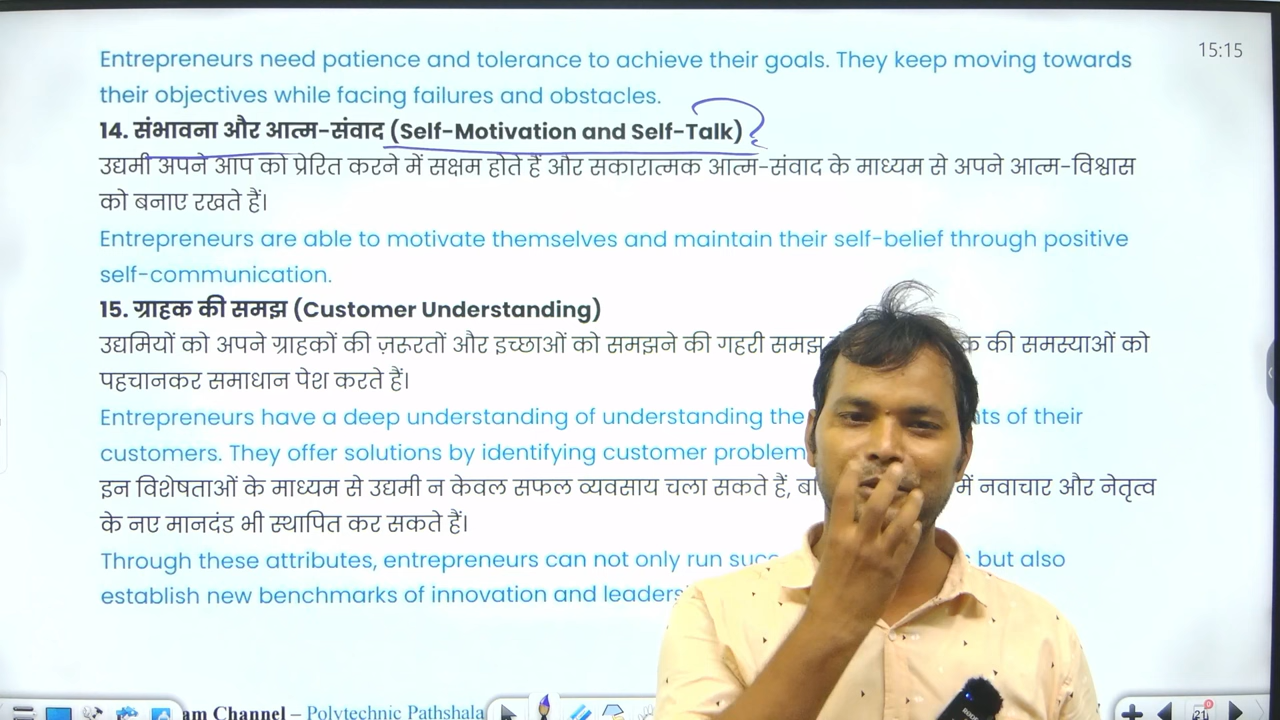 Entrepreneurs need patience and tolerance to achieve their goals. They keep moving towards
15:15
their objectives while facing failures and obstacles.
14. संभावना और आत्म-संवाद (Self-Motivation and Self-Talk)
उद्यमी अपने आप को प्रेरित करने में सक्षम होते हैं और सकारात्मक आत्म-संवाद के माध्यम से अपने आत्म-विश्वास
को बनाए रखते हैं।
Entrepreneurs are able to motivate themselves and maintain their self-belief through positive
self-communication.
15. ग्राहक की समझ (Customer Understanding)
उद्यमियों को अपने ग्राहकों की ज़रूरतों और इच्छाओं को समझने की गहरी समझ की समस्याओं को
पहचानकर समाधान पेश करते हैं।
Entrepreneurs have a deep understanding of understanding the of their
customers. They offer solutions by identifying customer
इन विशेषताओं के माध्यम से उद्यमी न केवल सफल व्यवसाय चला सकते हैं, में नवाचार और नेतृत्व
के नए मानदंड भी स्थापित कर सकते हैं।
Through these attributes, entrepreneurs can not only run but also
establish new benchmarks of innovation and
am Channel – Polytechnic Pathshala
21